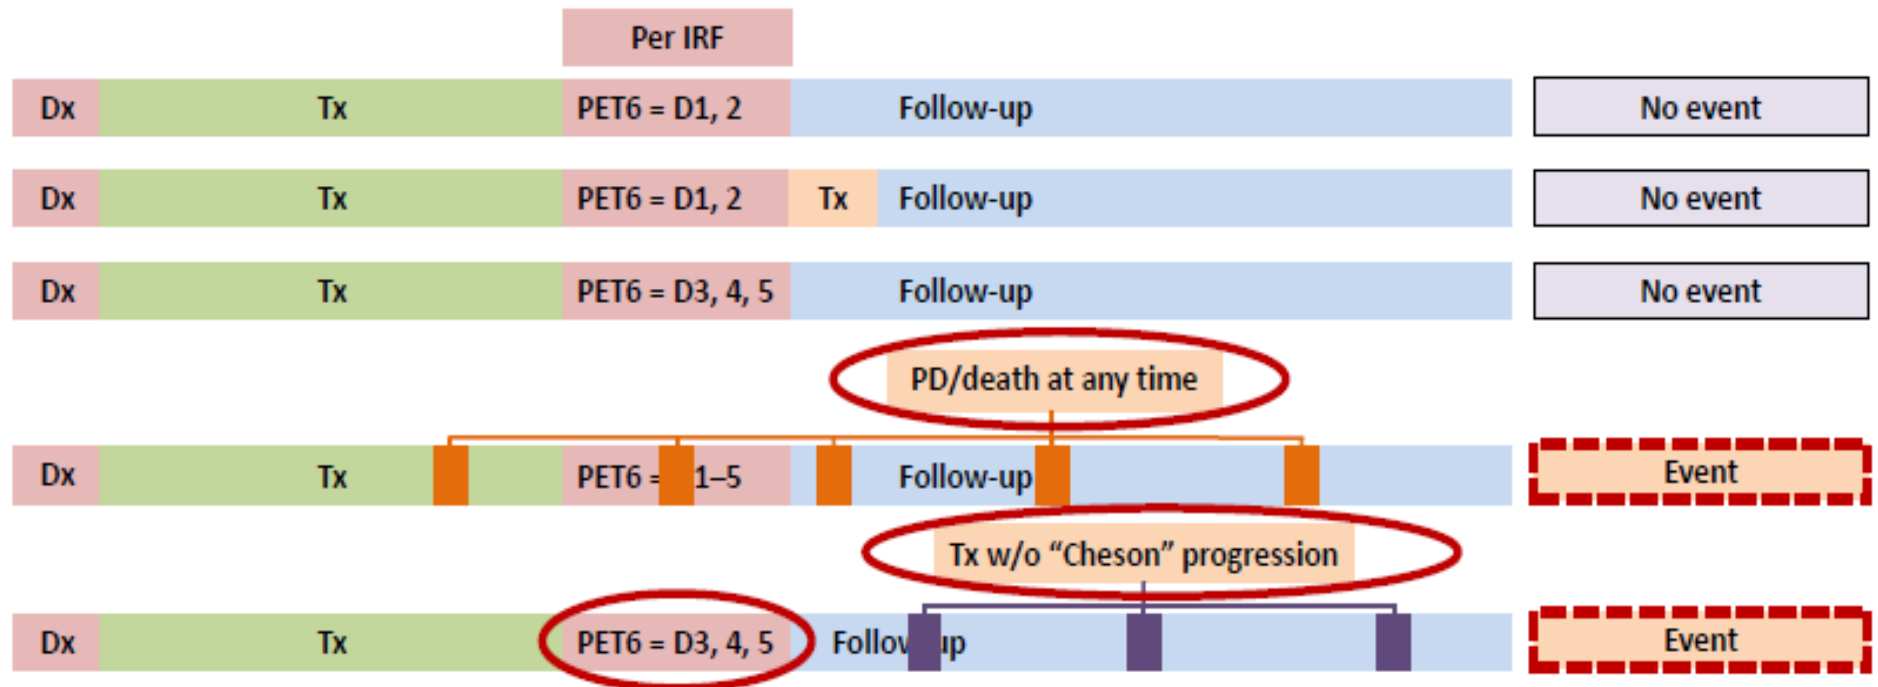 Per IRF
Dx Tx PET6 = D1, 2 Follow-up No event
Dx Tx PET6 = D1, 2 Tx Follow-up No event
Dx Tx PET6 = D3, 4, 5 Follow-up No event
PD/death at any time
Dx Tx PET6 = 1–5 Follow-up Event
Tx w/o “Cheson” progression
Dx Tx PET6 = D3, 4, 5 Follow-up Event